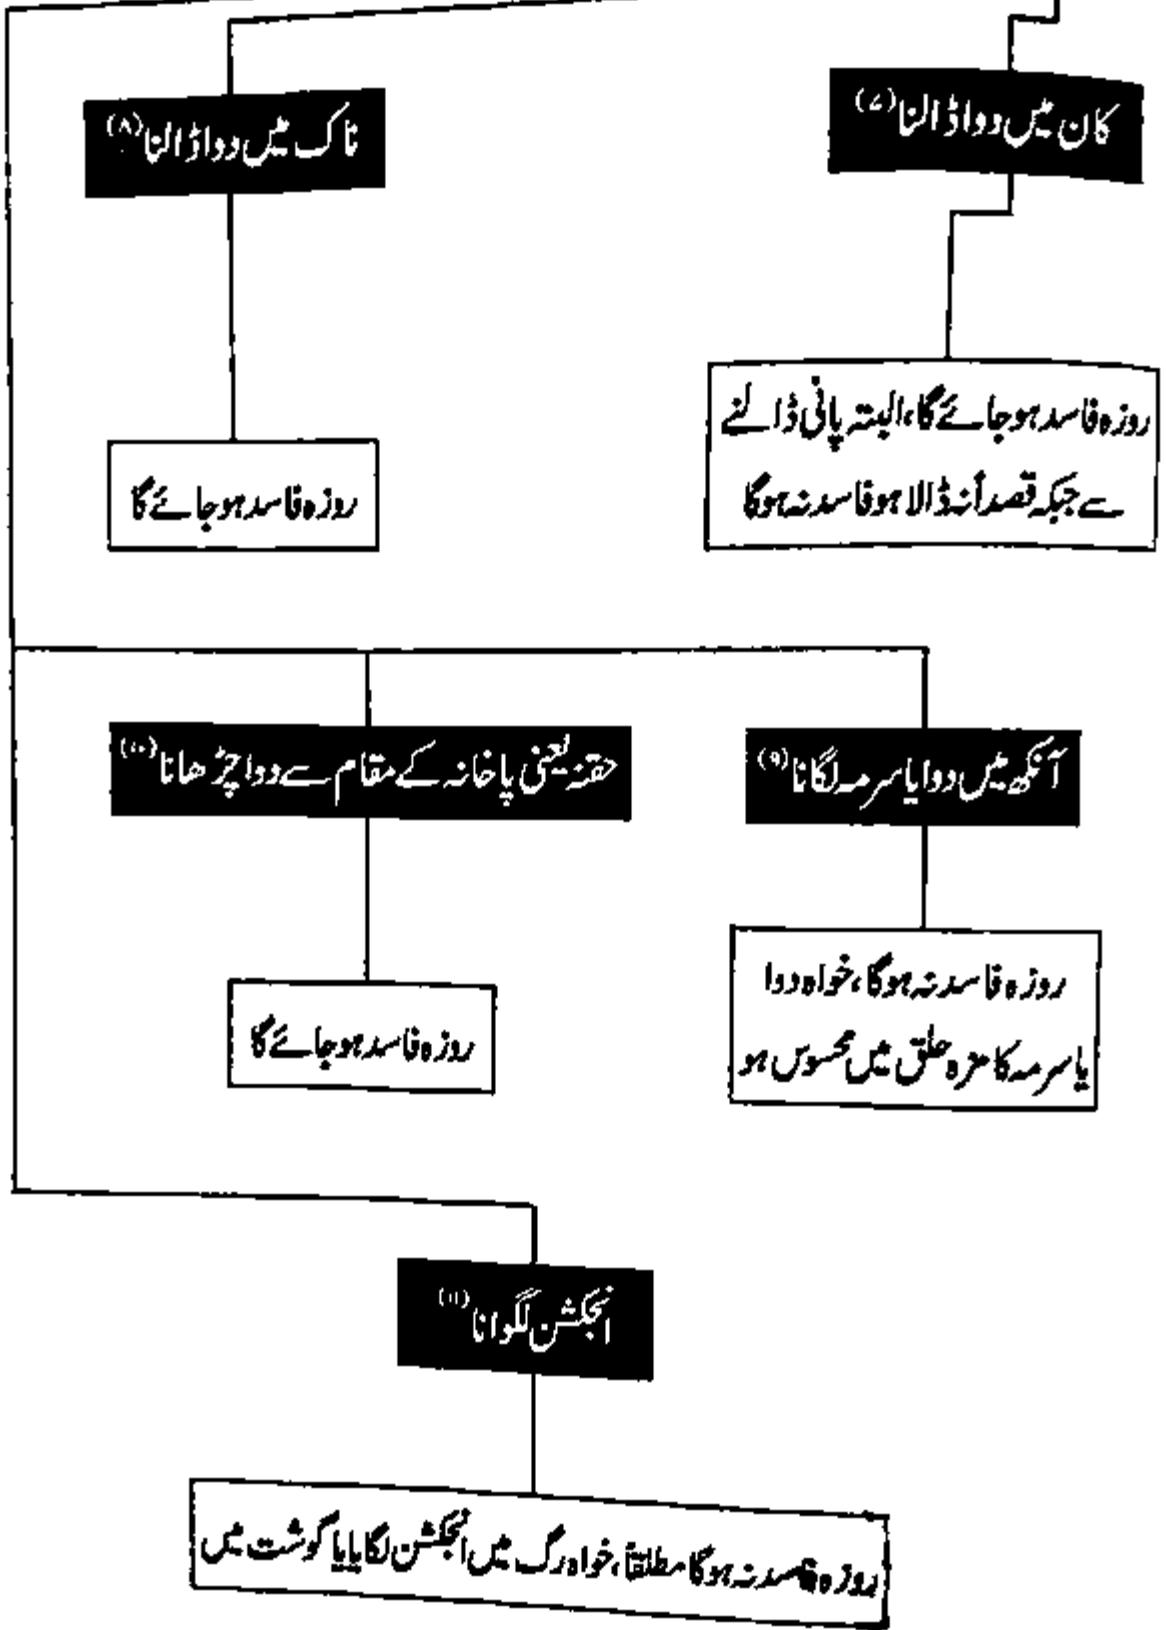 کان میں دوا ڈالنا (۷)
ناک میں دوا ڈالنا (۸)
روزہ فاسد ہو جائے گا، البتہ پانی ڈالنے
سے جبکہ قصداً نہ ڈالا ہو فاسد نہ ہوگا
روزہ فاسد ہو جائے گا
آنکھ میں دوا یا سرمہ لگانا (۹)
حقنہ یعنی پاخانہ کے مقام سے دوا چڑھانا (۱۰)
روزہ فاسد نہ ہوگا، خواہ دوا
یا سرمہ کا مزہ حلق میں محسوس ہو
روزہ فاسد ہو جائے گا
انجکشن لگوانا (۱۱)
روزہ فاسد نہ ہوگا مطلقاً، خواہ رگ میں انجکشن لگایا یا گوشت میں